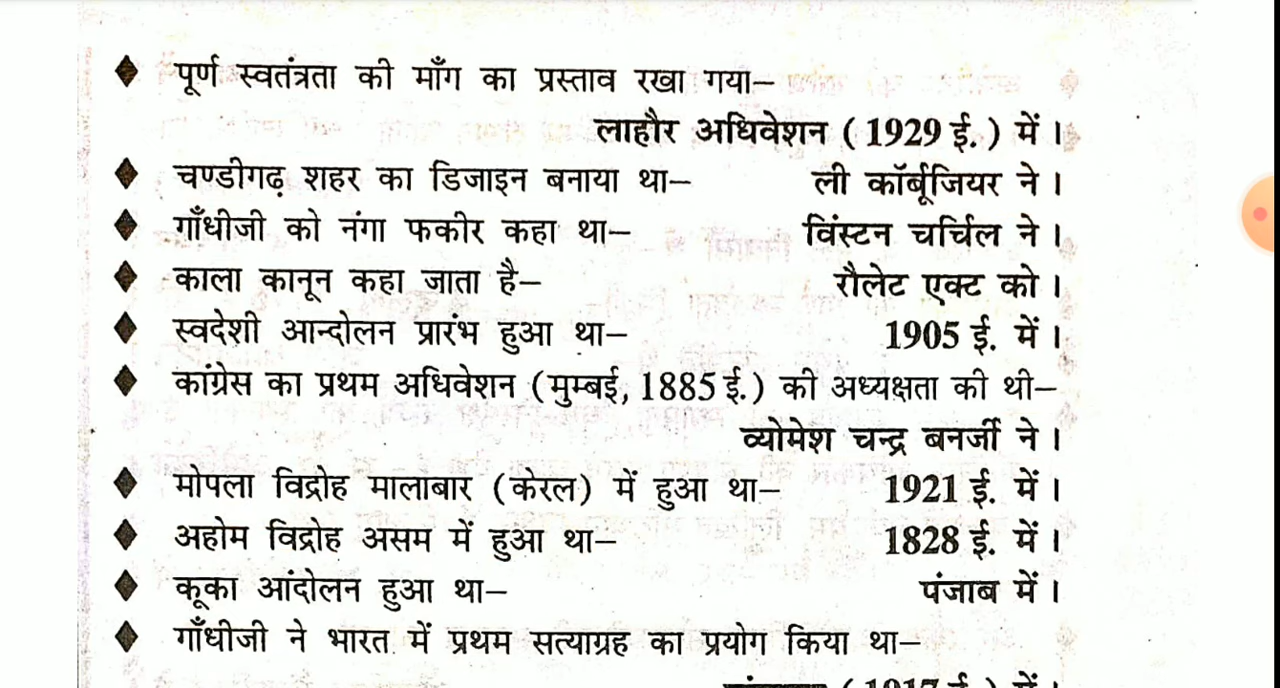 पूर्ण स्वतंत्रता की माँग का प्रस्ताव रखा गया–
लाहौर अधिवेशन ( 1929 ई. ) में।
चण्डीगढ़ शहर का डिजाइन बनाया था– ली कॉर्बूजियर ने।
गाँधीजी को नंगा फकीर कहा था– विंस्टन चर्चिल ने।
काला कानून कहा जाता है– रौलेट एक्ट को।
स्वदेशी आन्दोलन प्रारंभ हुआ था– 1905 ई. में।
कांग्रेस का प्रथम अधिवेशन (मुम्बई, 1885 ई.) की अध्यक्षता की थी–
व्योमेश चन्द्र बनर्जी ने।
मोपला विद्रोह मालाबार (केरल) में हुआ था– 1921 ई. में।
अहोम विद्रोह असम में हुआ था– 1828 ई. में।
कूका आंदोलन हुआ था– पंजाब में।
गाँधीजी ने भारत में प्रथम सत्याग्रह का प्रयोग किया था–
( 1917 ई. ) में।